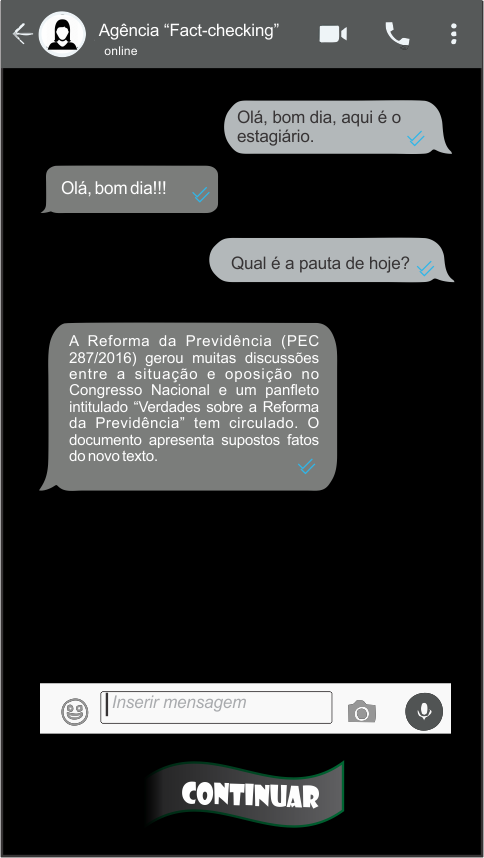 Agência “Fact-checking”
online
Olá, bom dia, aqui é o
estagiário.
Olá, bom dia!!!
Qual é a pauta de hoje?
A Reforma da Previdência (PEC
287/2016) gerou muitas discussões
entre a situação e oposição no
Congresso Nacional e um panfleto
intitulado “Verdades sobre a Reforma
da Previdência” tem circulado. O
documento apresenta supostos fatos
do novo texto.
Inserir mensagem
CONTINUAR